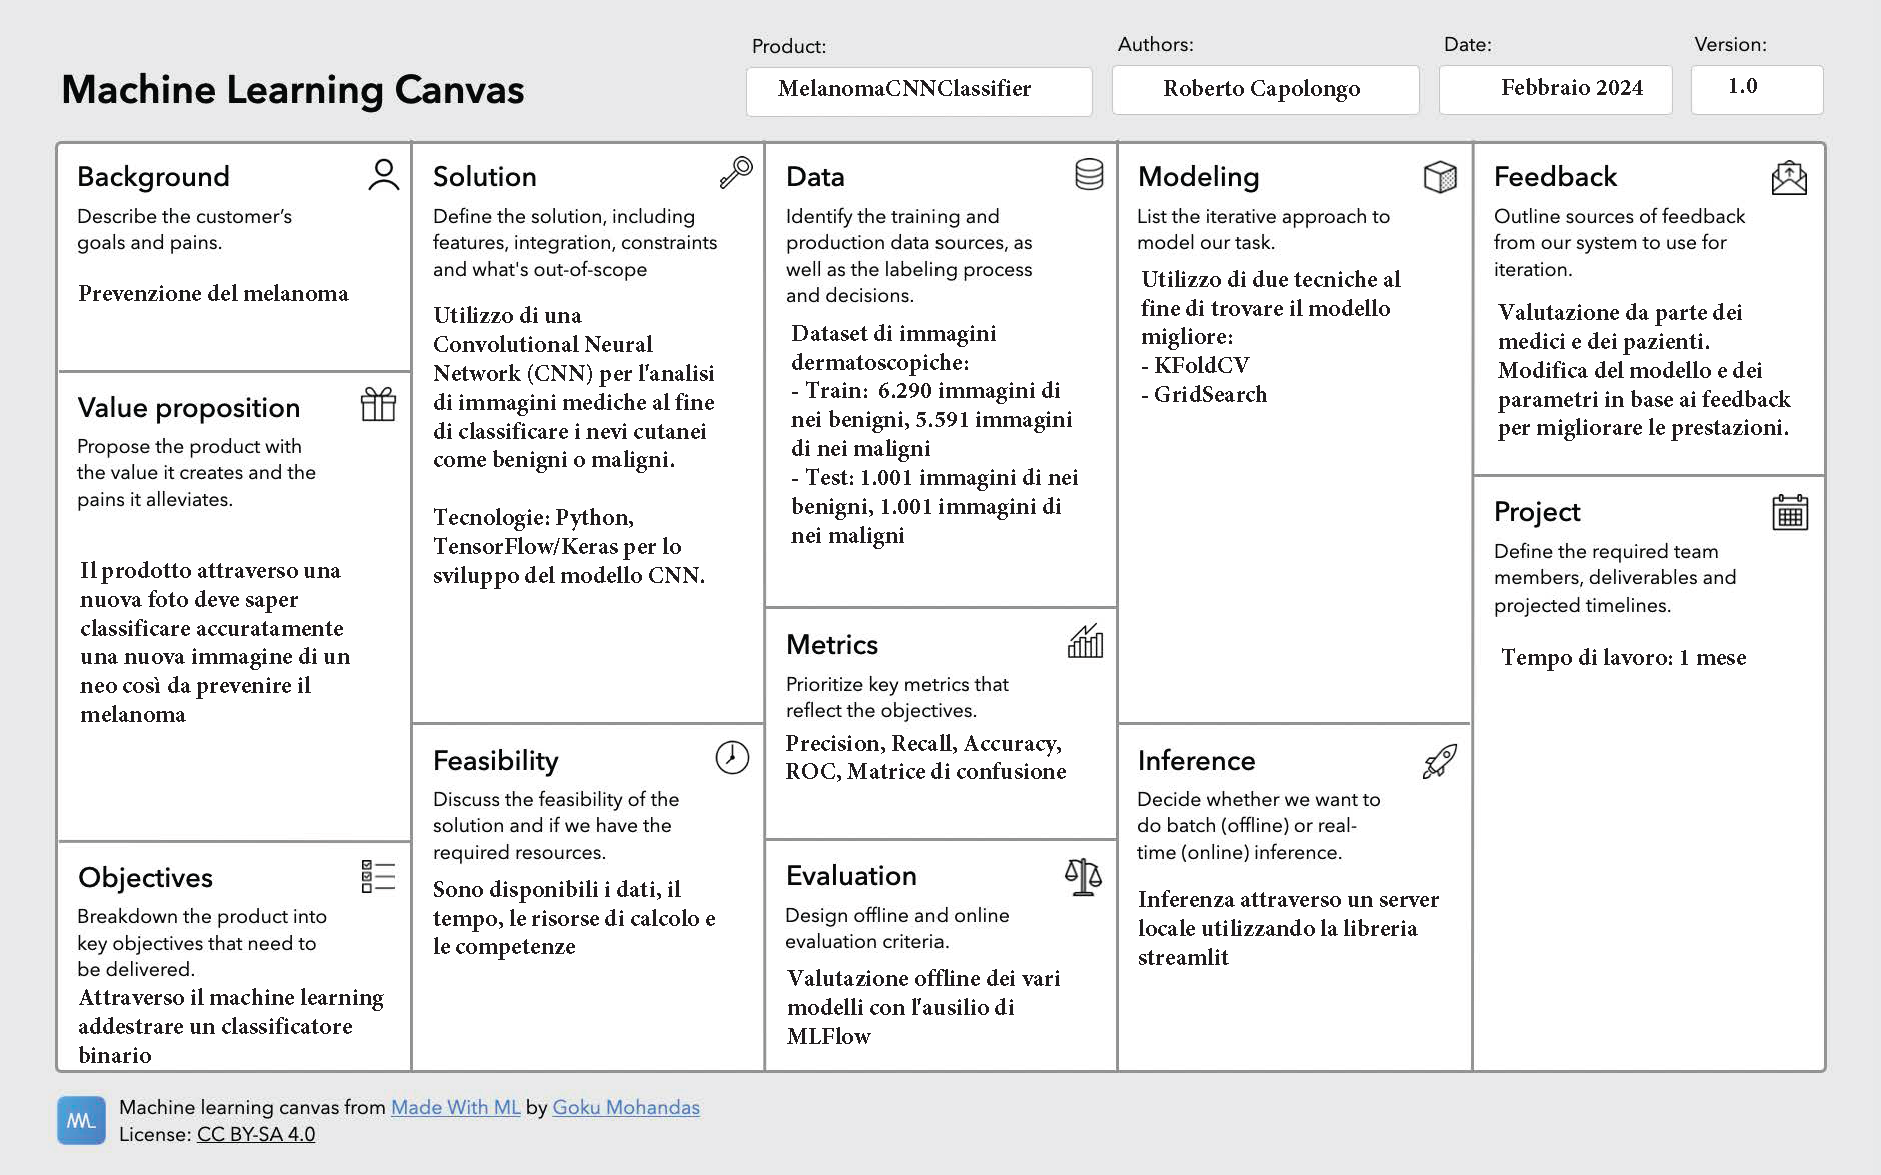 Machine Learning Canvas
Product:
MelanomaCNNClassifier
Authors:
Roberto Capolongo
Date:
Febbraio 2024
Version:
1.0
Background
Describe the customer’s
goals and pains.
Prevenzione del melanoma
Value proposition
Propose the product with
the value it creates and the
pains it alleviates.
Il prodotto attraverso una
nuova foto deve saper
classificare accuratamente
una nuova immagine di un
neo così da prevenire il
melanoma
Objectives
Breakdown the product into
key objectives that need to
be delivered.
Attraverso il machine learning
addestrare un classificatore
binario
Solution
Define the solution, including
features, integration, constraints
and what's out-of-scope
Utilizzo di una
Convolutional Neural
Network (CNN) per l'analisi
di immagini mediche al fine
di classificare i nevi cutanei
come benigni o maligni.
Tecnologie: Python,
TensorFlow/Keras per lo
sviluppo del modello CNN.
Feasibility
Discuss the feasibility of the
solution and if we have the
required resources.
Sono disponibili i dati, il
tempo, le risorse di calcolo e
le competenze
Data
Identify the training and
production data sources, as
well as the labeling process
and decisions.
Dataset di immagini
dermatoscopiche:
- Train: 6.290 immagini di
nei benigni, 5.591 immagini
di nei maligni
- Test: 1.001 immagini di nei
benigni, 1.001 immagini di
nei maligni
Metrics
Prioritize key metrics that
reflect the objectives.
Precision, Recall, Accuracy,
ROC, Matrice di confusione
Evaluation
Design offline and online
evaluation criteria.
Valutazione offline dei vari
modelli con l'ausilio di
MLFlow
Modeling
List the iterative approach to
model our task.
Utilizzo di due tecniche al
fine di trovare il modello
migliore:
- KFoldCV
- GridSearch
Inference
Decide whether we want to
do batch (offline) or real-
time (online) inference.
Inferenza attraverso un server
locale utilizzando la libreria
streamlit
Feedback
Outline sources of feedback
from our system to use for
iteration.
Valutazione da parte dei
medici e dei pazienti.
Modifica del modello e dei
parametri in base ai feedback
per migliorare le prestazioni.
Project
Define the required team
members, deliverables and
projected timelines.
Tempo di lavoro: 1 mese
ML
Machine learning canvas from Made With ML by Goku Mohandas
License: CC BY-SA 4.0